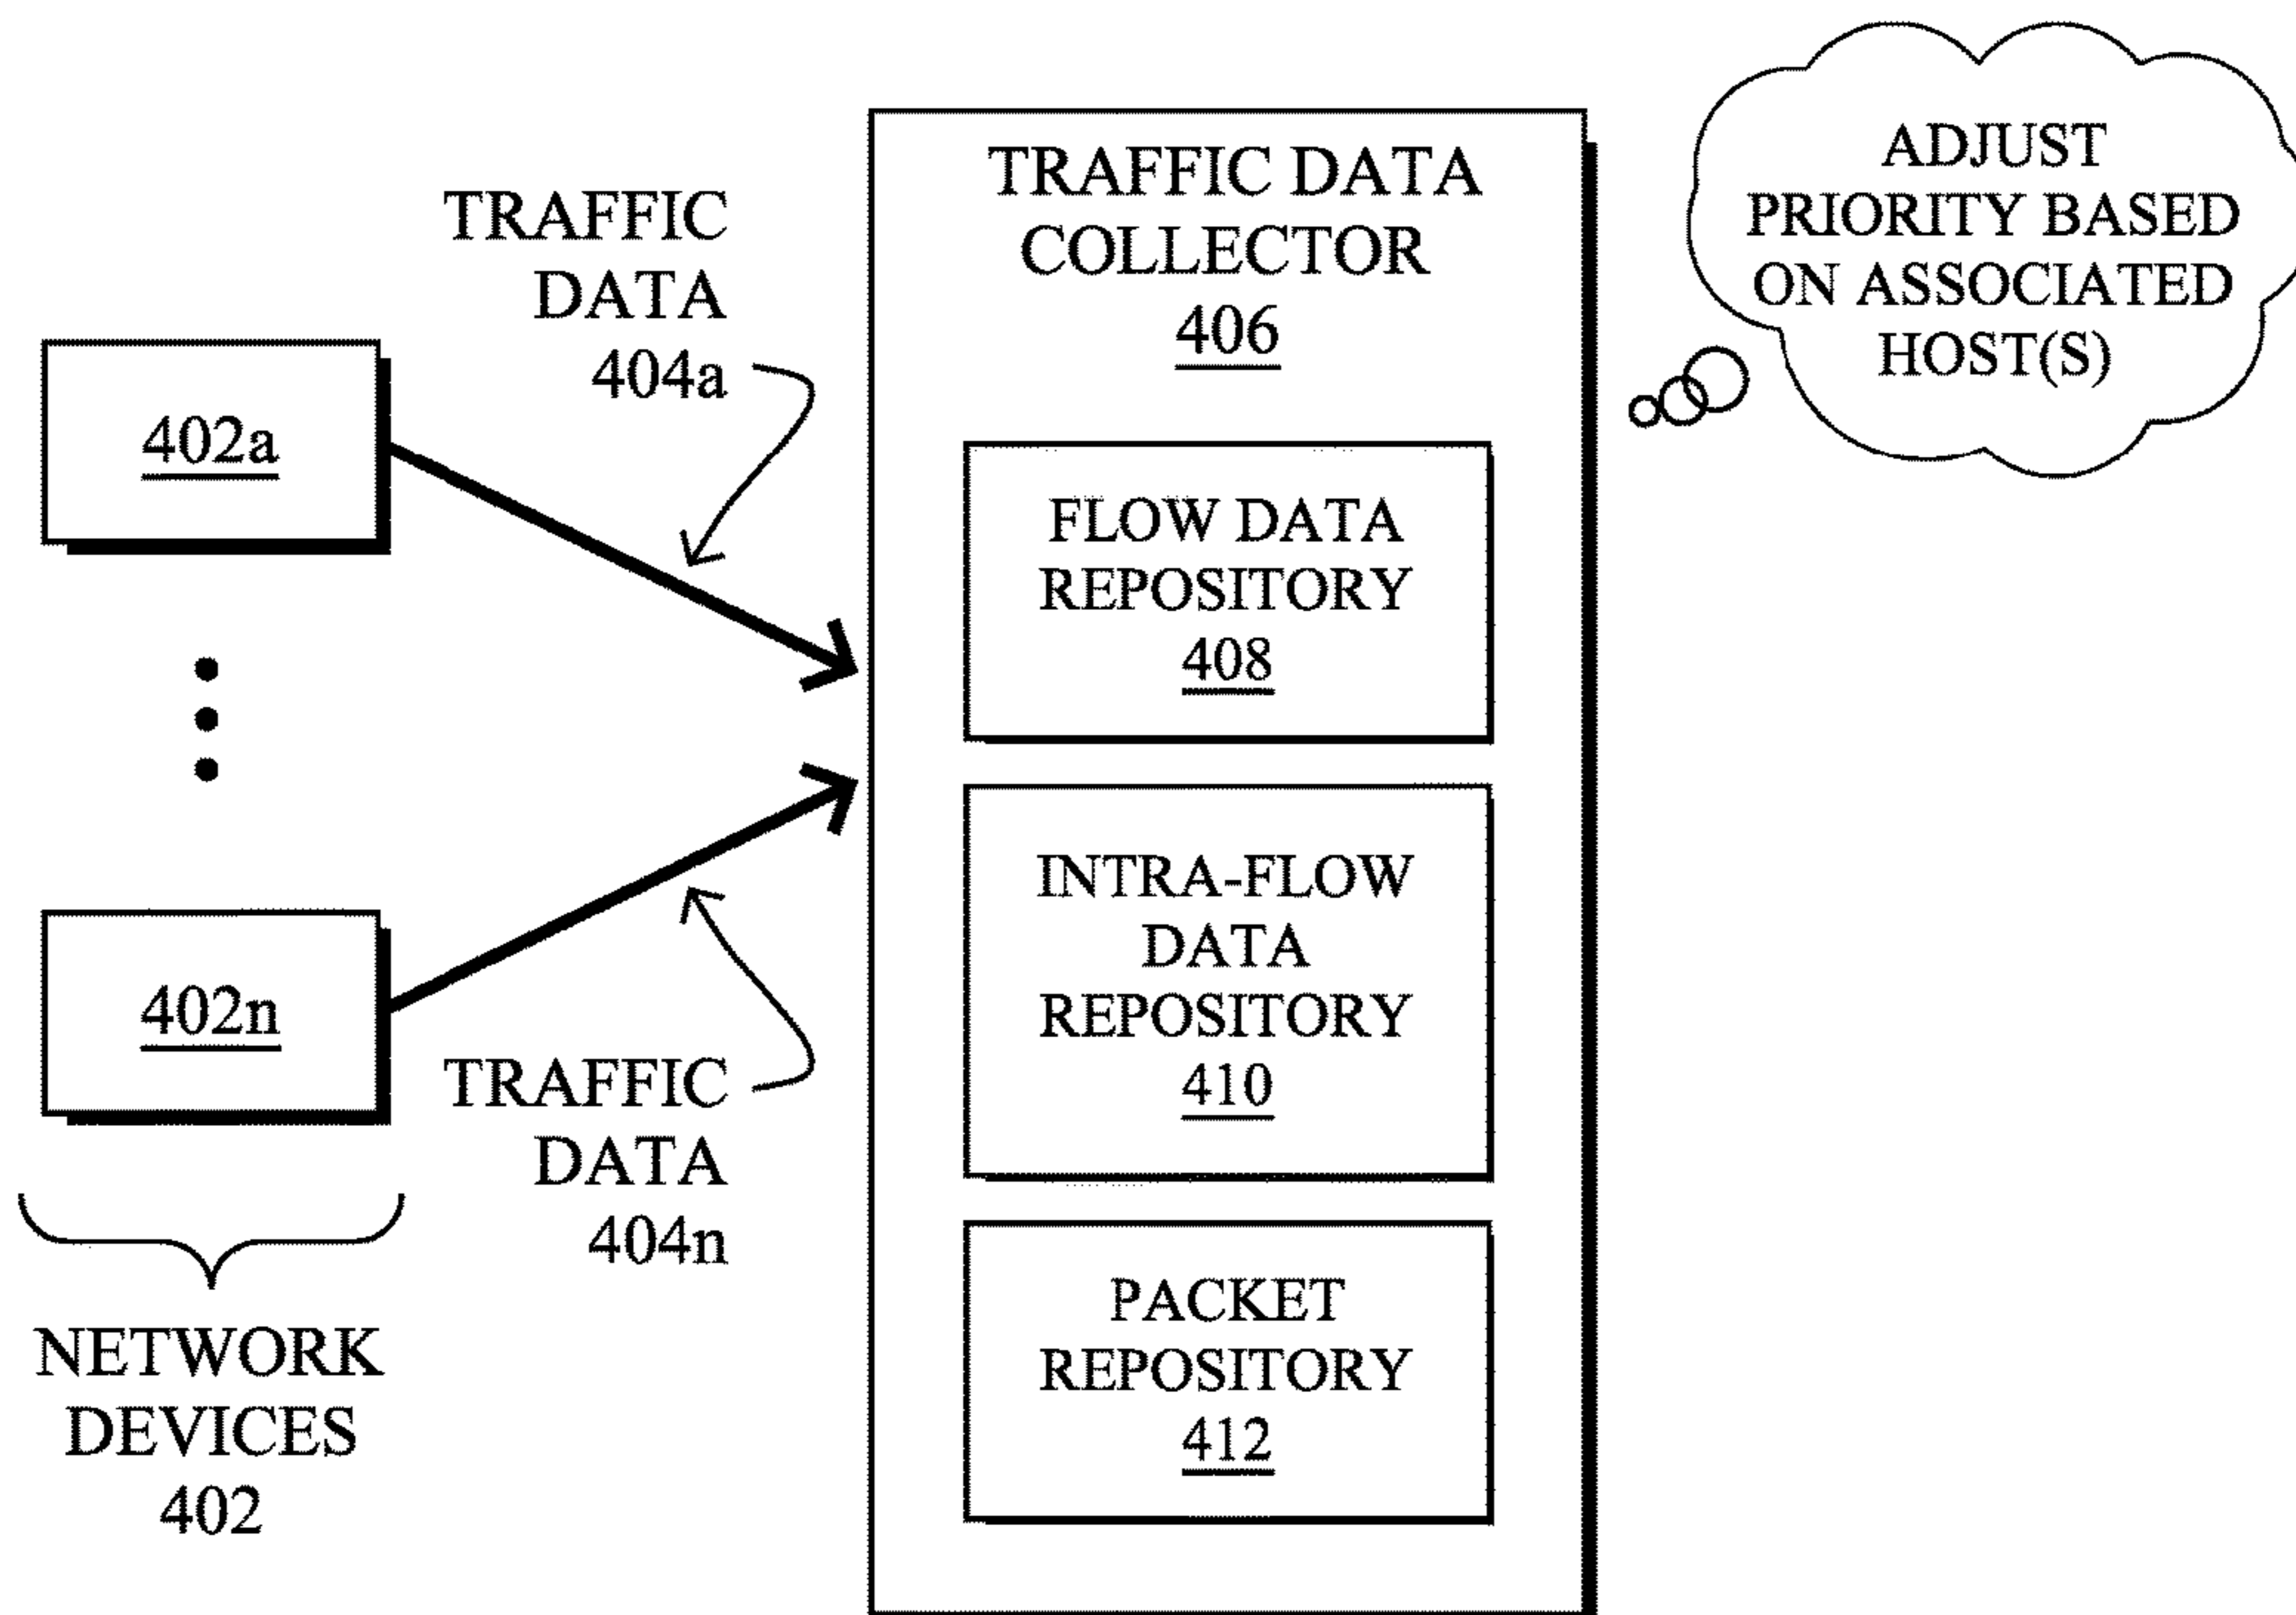 TRAFFIC
DATA
404a
402a
402n
TRAFFIC
DATA
404n
NETWORK
DEVICES
402
TRAFFIC DATA
COLLECTOR
406
FLOW DATA
REPOSITORY
408
INTRA-FLOW
DATA
REPOSITORY
410
PACKET
REPOSITORY
412
ADJUST
PRIORITY BASED
ON ASSOCIATED
HOST(S)